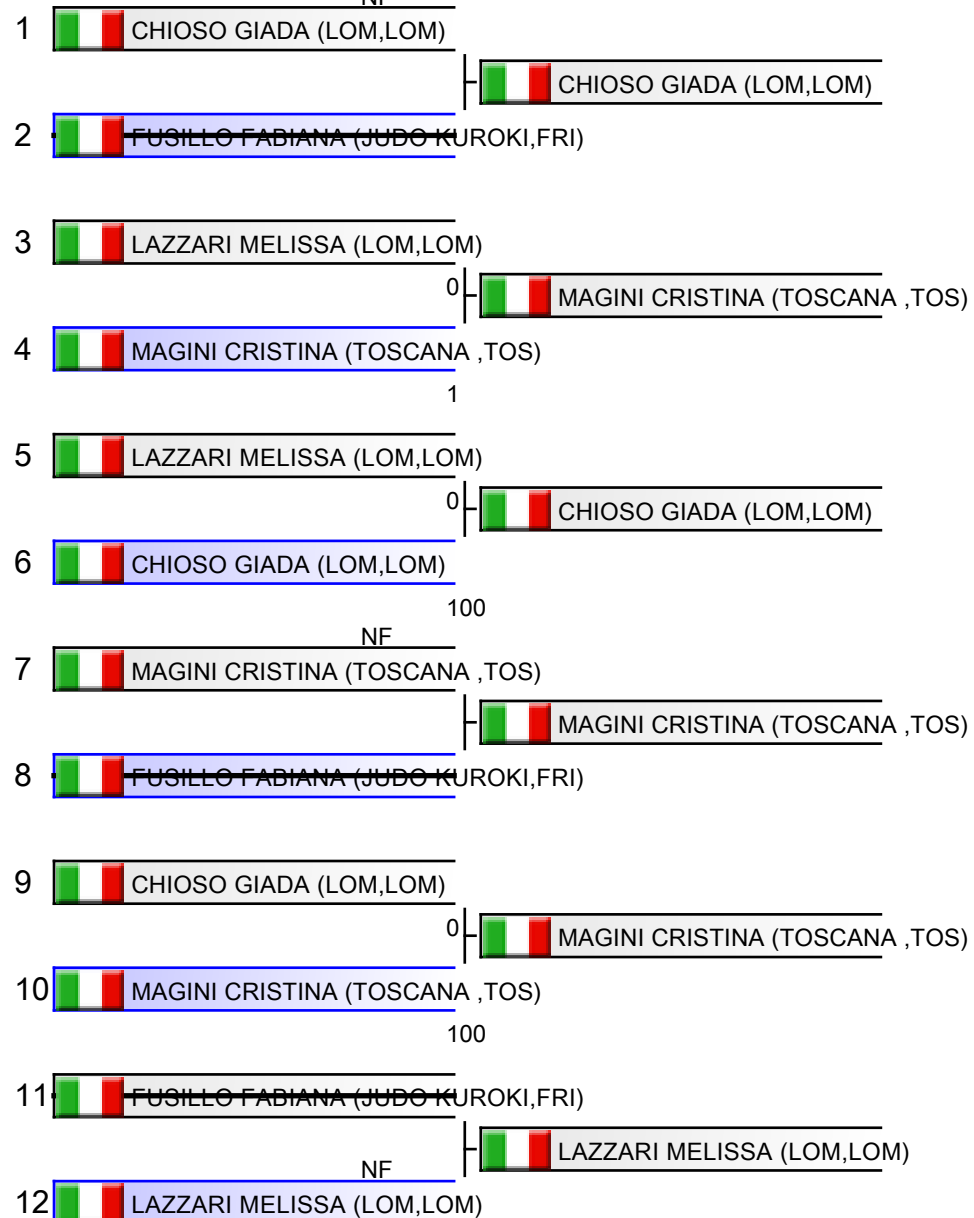 NF
1 CHIOSO GIADA (LOM,LOM)
CHIOSO GIADA (LOM,LOM)
2 FUSILLO FABIANA (JUDO KUROKI,FRI)
3 LAZZARI MELISSA (LOM,LOM)
0 MAGINI CRISTINA (TOSCANA ,TOS)
4 MAGINI CRISTINA (TOSCANA ,TOS)
1
5 LAZZARI MELISSA (LOM,LOM)
0 CHIOSO GIADA (LOM,LOM)
6 CHIOSO GIADA (LOM,LOM)
100
NF
7 MAGINI CRISTINA (TOSCANA ,TOS)
MAGINI CRISTINA (TOSCANA ,TOS)
8 FUSILLO FABIANA (JUDO KUROKI,FRI)
9 CHIOSO GIADA (LOM,LOM)
0 MAGINI CRISTINA (TOSCANA ,TOS)
10 MAGINI CRISTINA (TOSCANA ,TOS)
100
11 FUSILLO FABIANA (JUDO KUROKI,FRI)
LAZZARI MELISSA (LOM,LOM)
NF
12 LAZZARI MELISSA (LOM,LOM)